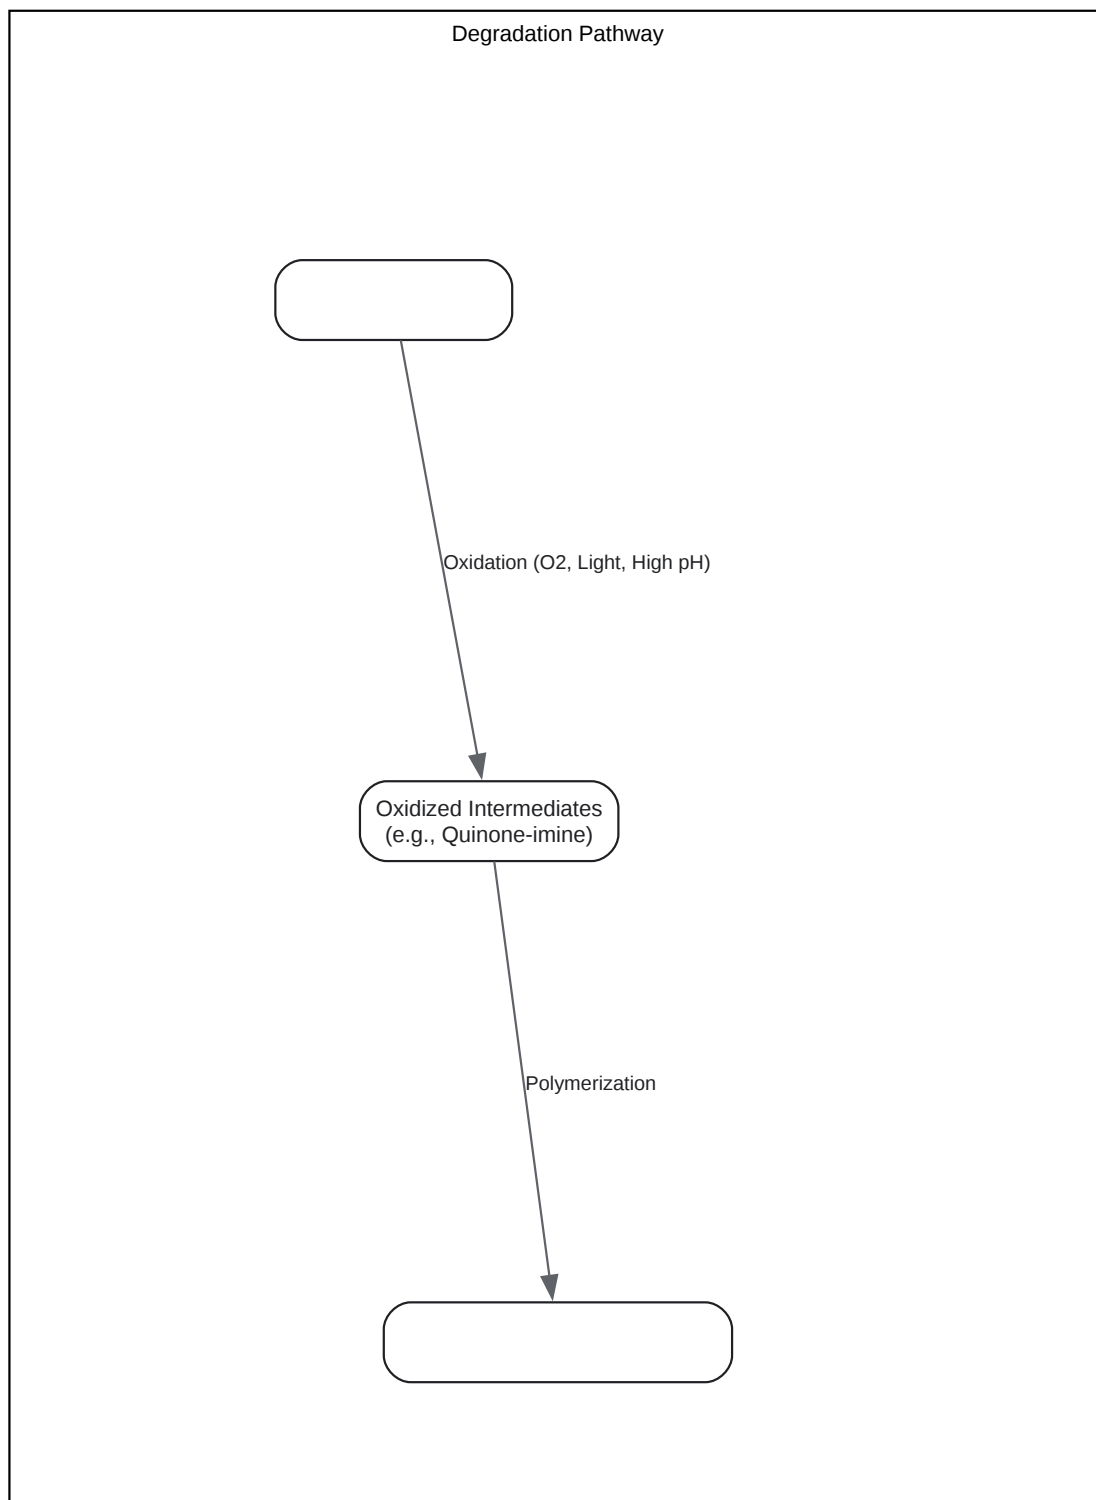 Degradation Pathway
Oxidation (O2, Light, High pH)
Oxidized Intermediates
(e.g., Quinone-imine)
Polymerization